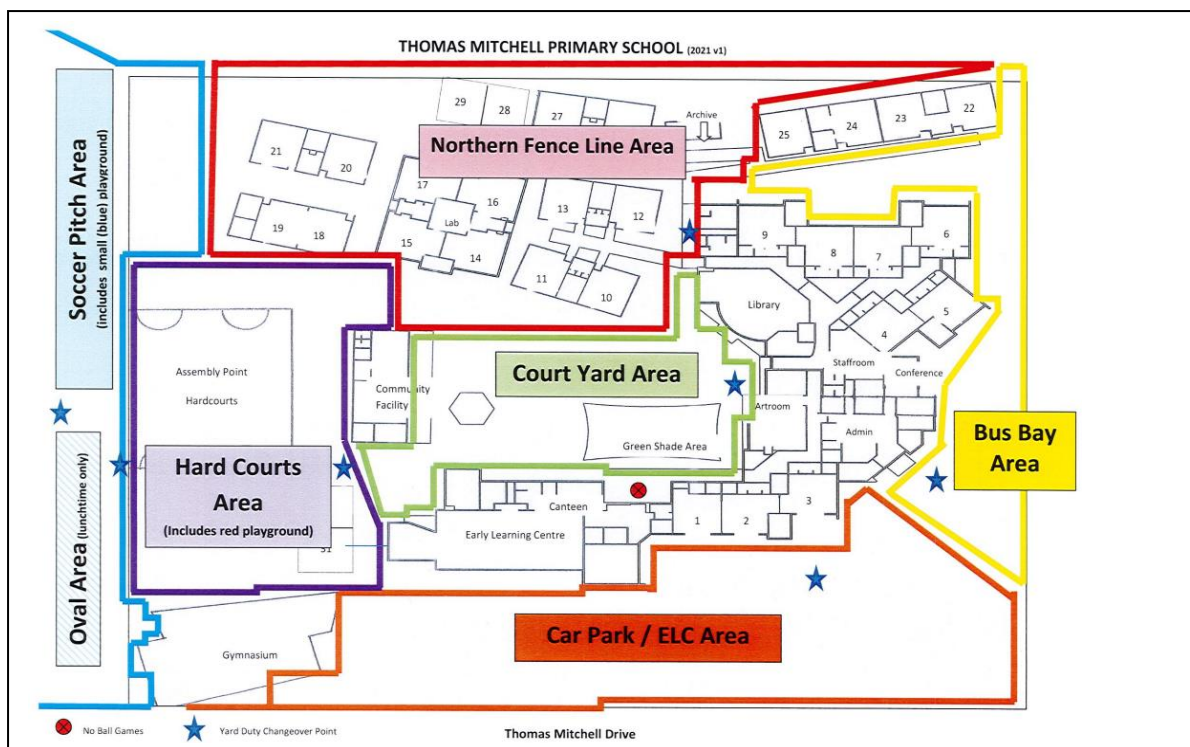 THOMAS MITCHELL PRIMARY SCHOOL (2021 v1)
Soccer Pitch Area
(includes small (blue) playground)
Oval Area (lunchtime only)
Northern Fence Line Area
29
28
27
Archive
25
24
23
22
21
20
17
16
Lab
15
14
19
18
13
12
11
10
9
8
7
6
5
4
Library
Staffroom
Conference
Assembly Point
Hardcourts
Community
Facility
Court Yard Area
Green Shade Area
Artroom
Admin
Bus Bay
Area
Hard Courts
Area
(Includes red playground)
31
Canteen
Early Learning Centre
1
2
3
Car Park / ELC Area
Gymnasium
No Ball Games
Yard Duty Changeover Point
Thomas Mitchell Drive